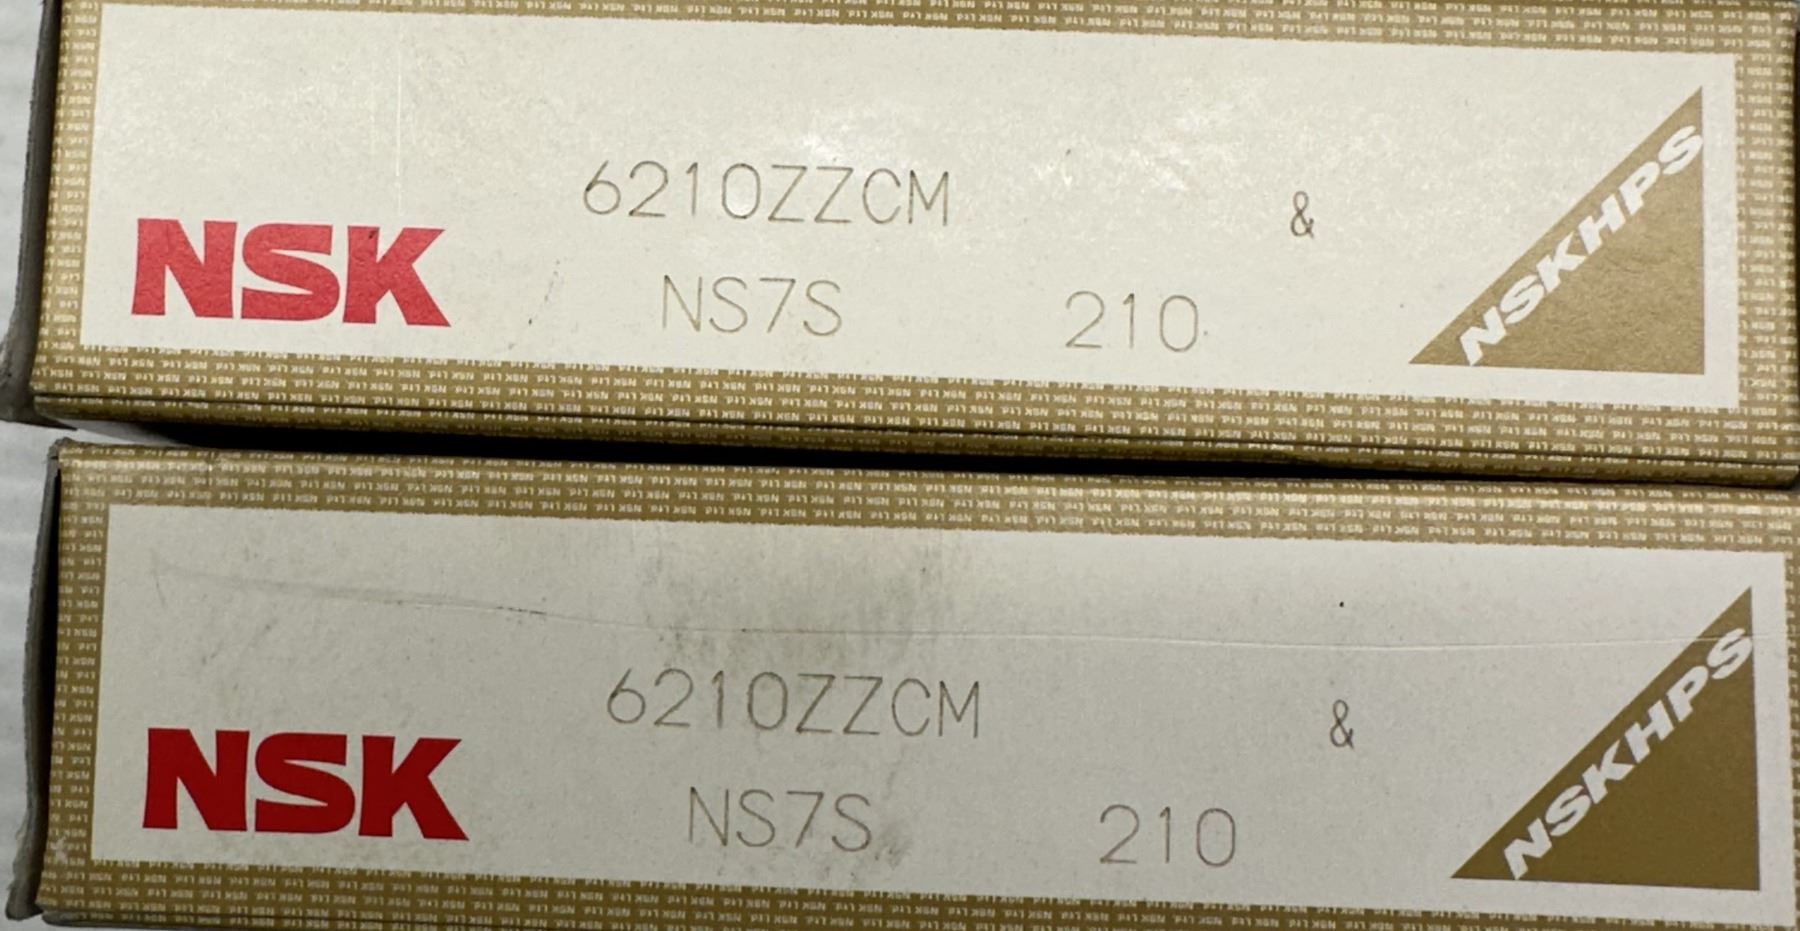 6210ZZCM &
NSK NS7S 210
NSKHPS
6210ZZCM &
NSK NS7S 210
NSKHPS